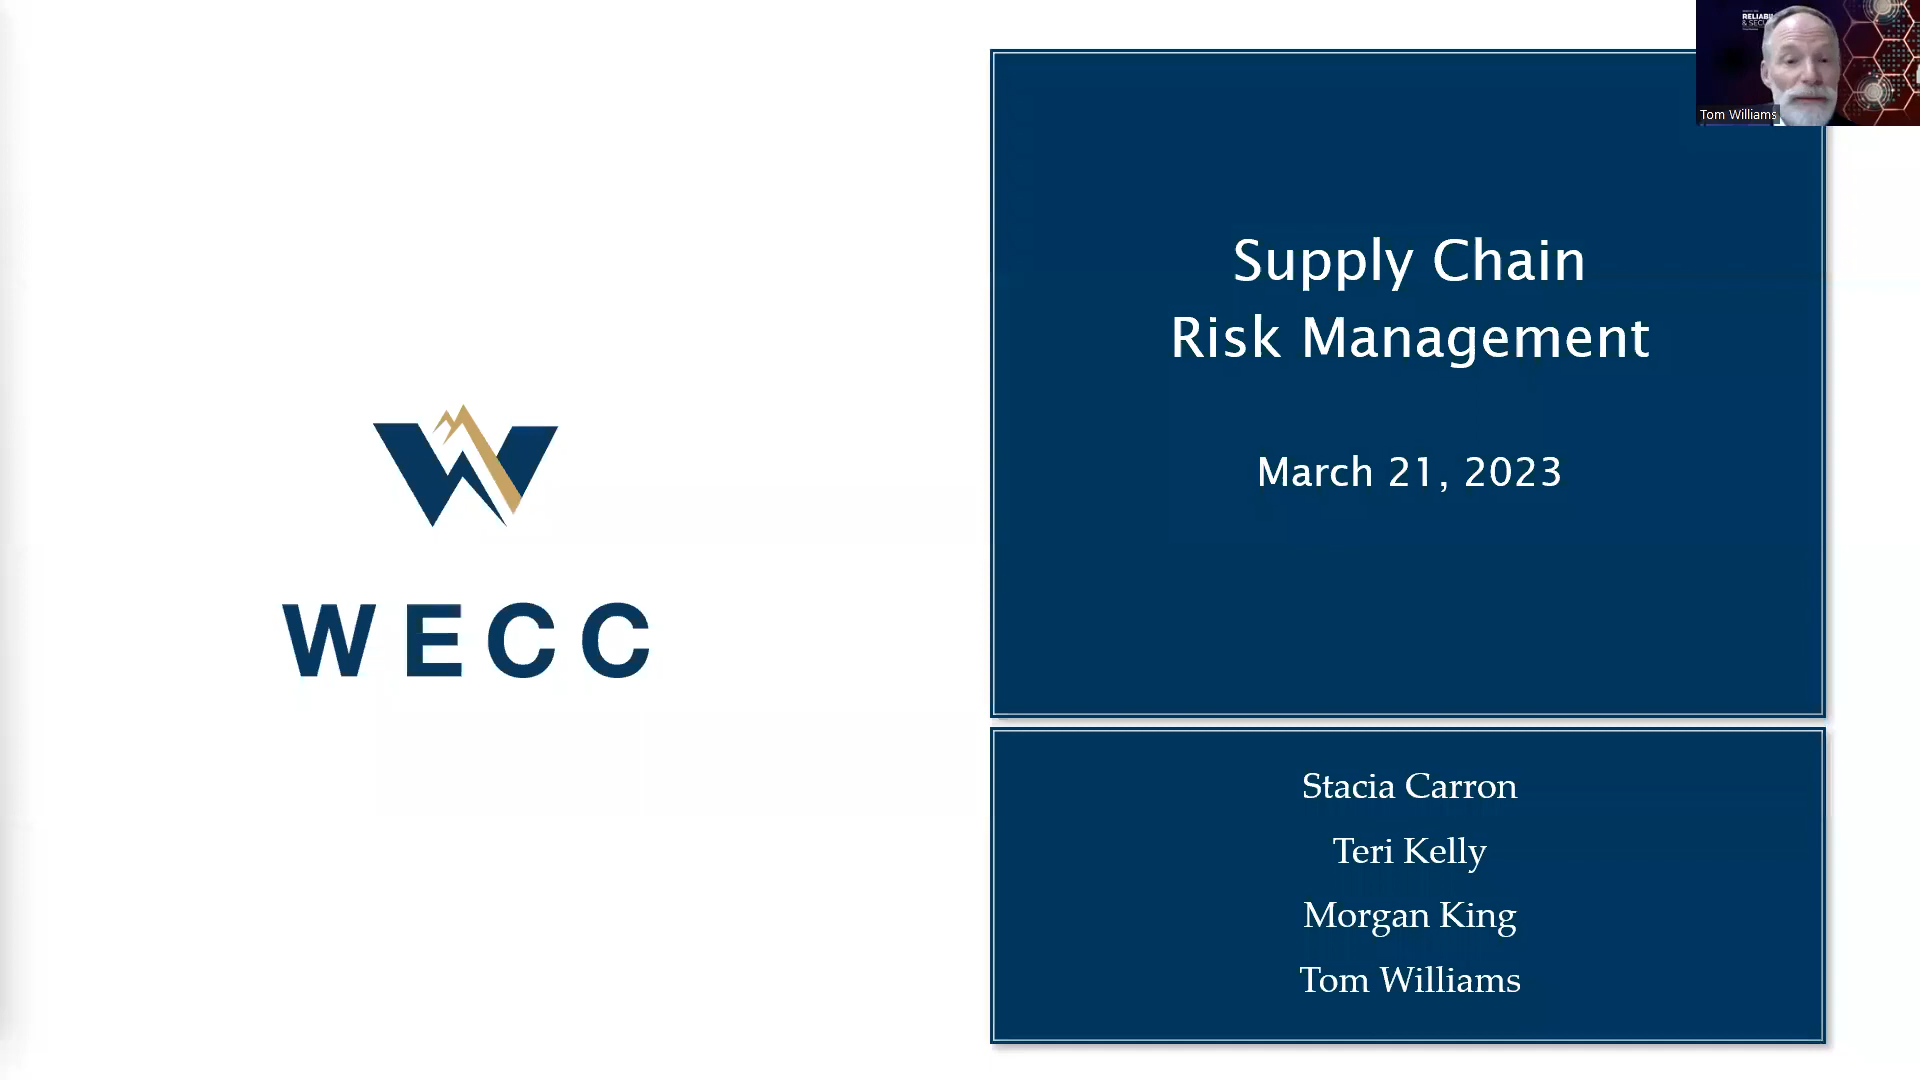 WECC
Supply Chain
Risk Management
March 21, 2023
Stacia Carron
Teri Kelly
Morgan King
Tom Williams
Tom Williams